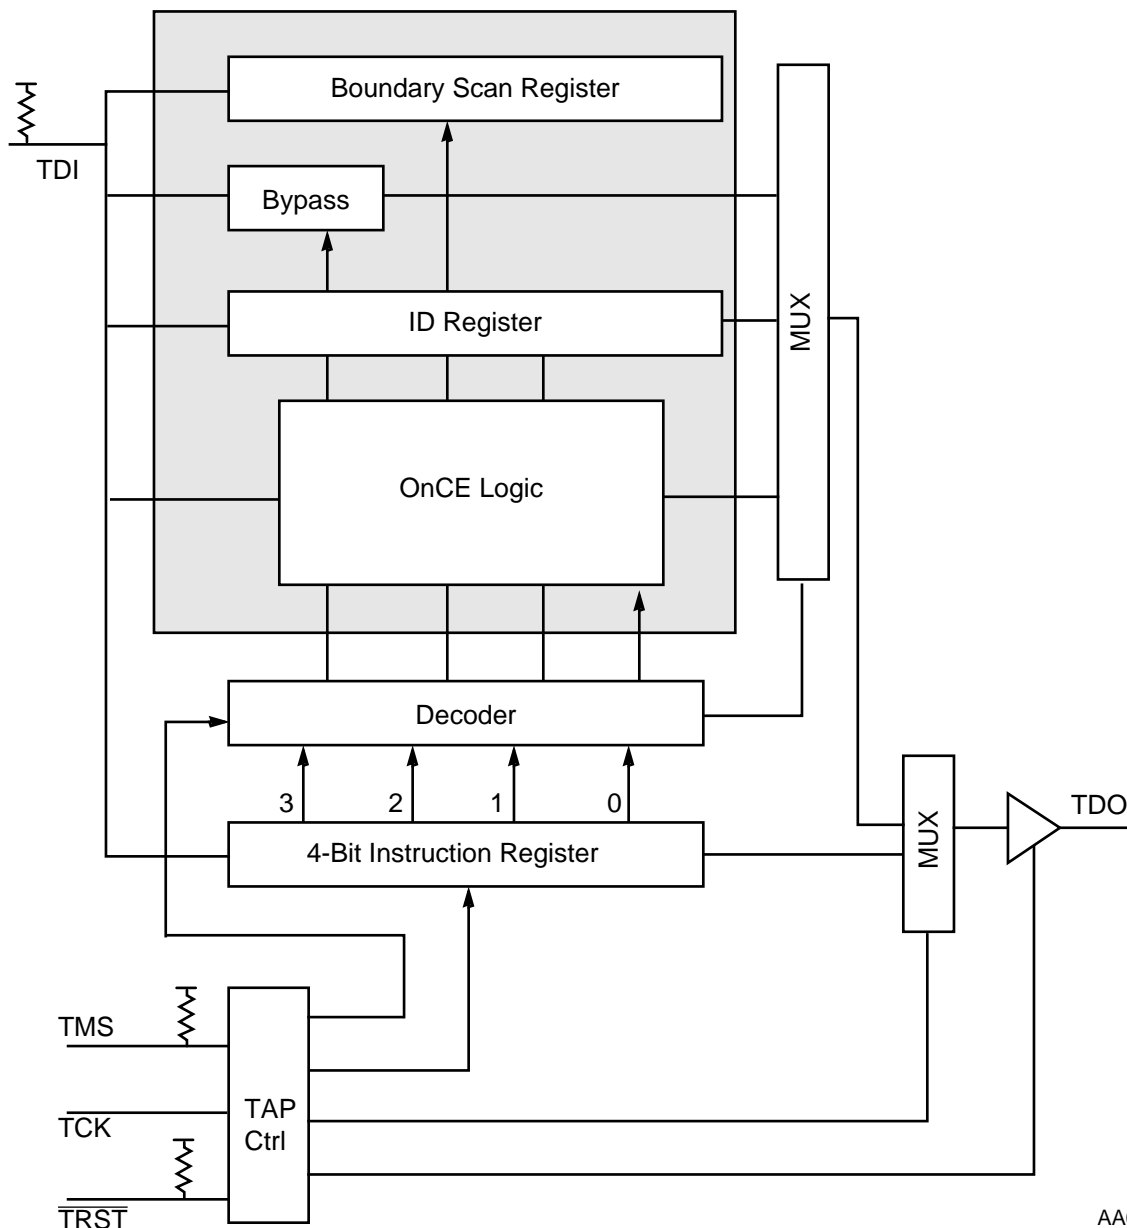 Boundary Scan Register
TDI
Bypass
ID Register
MUX
OnCE Logic
Decoder
3 2 1 0
4-Bit Instruction Register
MUX
TDO
TMS
TCK
TAP
Ctrl
TRST